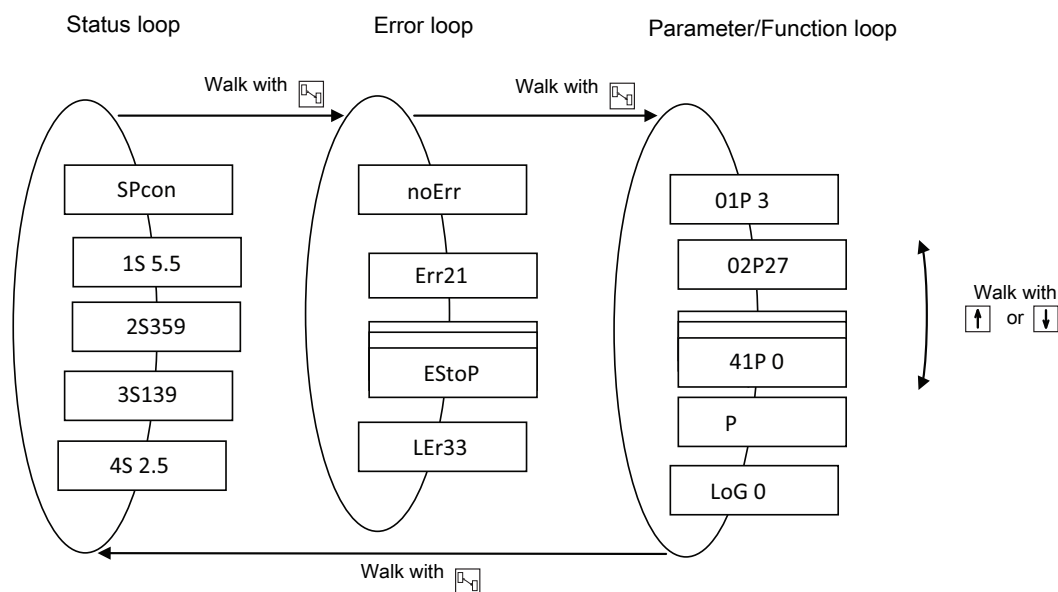 Status loop
Error loop
Parameter/Function loop
Walk with
Walk with
SPcon
1S 5.5
2S359
3S139
4S 2.5
noErr
Err21
EStoP
LEr33
01P 3
02P27
41P 0
P
LoG 0
Walk with
or
Walk with